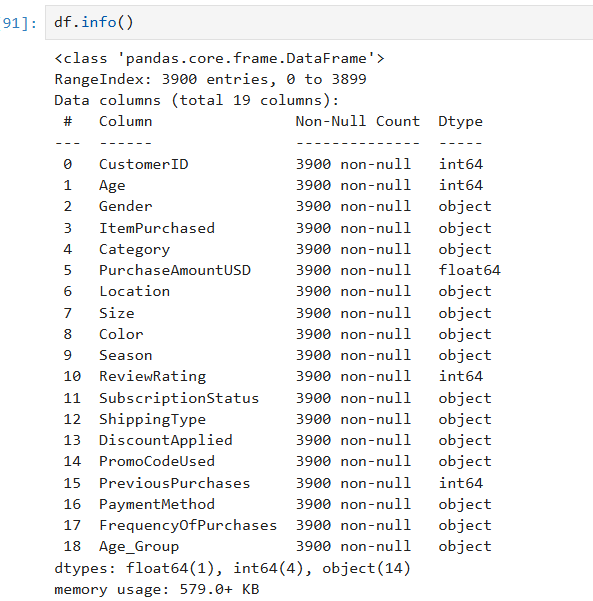 91]: df.info()
<class 'pandas.core.frame.DataFrame'>
RangeIndex: 3900 entries, 0 to 3899
Data columns (total 19 columns):
 #   Column                Non-Null Count  Dtype
---  ------                --------------  -----
 0   CustomerID            3900 non-null   int64
 1   Age                   3900 non-null   int64
 2   Gender                3900 non-null   object
 3   ItemPurchased         3900 non-null   object
 4   Category              3900 non-null   object
 5   PurchaseAmountUSD     3900 non-null   float64
 6   Location              3900 non-null   object
 7   Size                  3900 non-null   object
 8   Color                 3900 non-null   object
 9   Season                3900 non-null   object
 10  ReviewRating          3900 non-null   int64
 11  SubscriptionStatus    3900 non-null   object
 12  ShippingType          3900 non-null   object
 13  DiscountApplied       3900 non-null   object
 14  PromoCodeUsed         3900 non-null   object
 15  PreviousPurchases     3900 non-null   int64
 16  PaymentMethod         3900 non-null   object
 17  FrequencyOfPurchases  3900 non-null   object
 18  Age_Group             3900 non-null   object
dtypes: float64(1), int64(4), object(14)
memory usage: 579.0+ KB